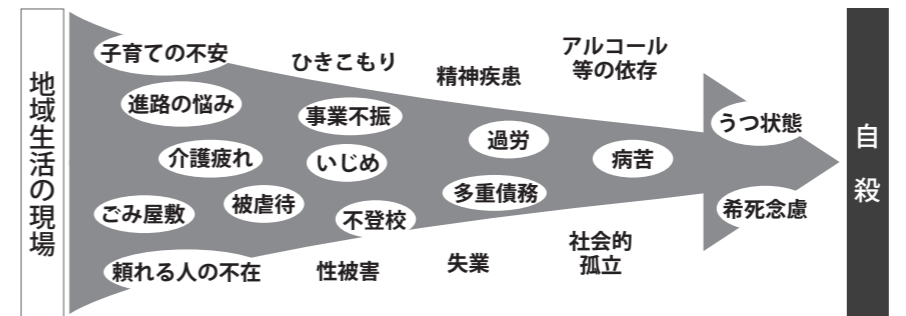 地域生活の現場
子育ての不安
進路の悩み
介護疲れ
ごみ屋敷
被虐待
頼れる人の不在
ひきこもり
事業不振
いじめ
不登校
性被害
精神疾患
過労
多重債務
失業
アルコール
等の依存
病苦
社会的
孤立
うつ状態
希死念慮
自殺